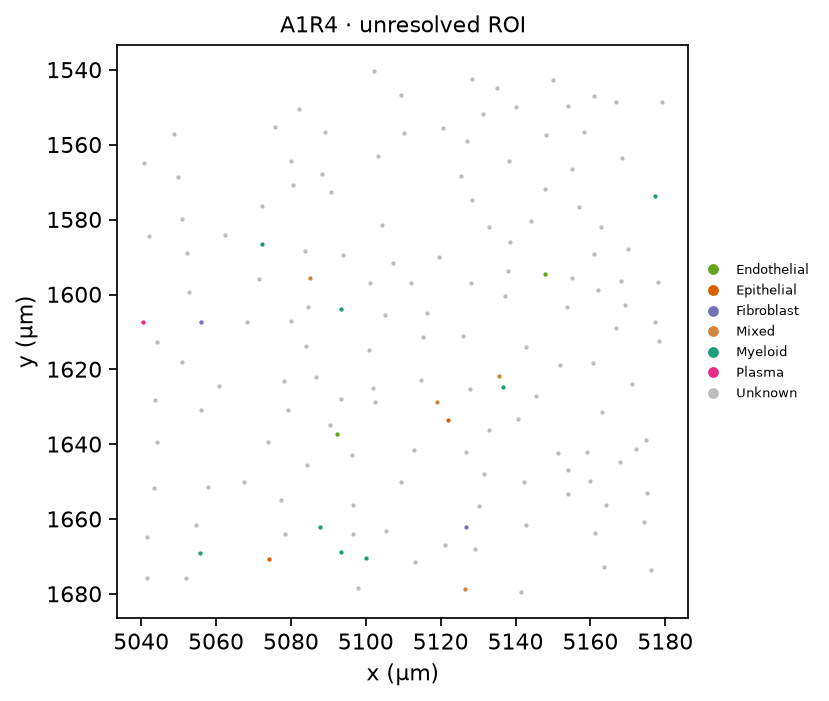 A1R4 · unresolved ROI
1540
1560
1580
1600
1620
1640
1660
1680
y (µm)
5040 5060 5080 5100 5120 5140 5160 5180
x (µm)
Endothelial
Epithelial
Fibroblast
Mixed
Myeloid
Plasma
Unknown